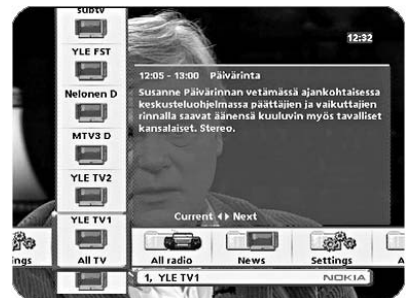 subtv
12:32
YLE FST
12:05 - 13:00 Päivärinta
Nelonen D
Susanne Päivärinnan vetämässä ajankohtaisessa
keskusteluohjelmassa päättäjien ja vaikuttajien
rinnalla saavat äänensä kuuluvin myös tavalliset
kansalaiset. Stereo.
MTV3 D
YLE TV2
YLE TV1
Current Next
ings
All TV
All radio
News
Settings
A
1, YLE TV1
NOKIA